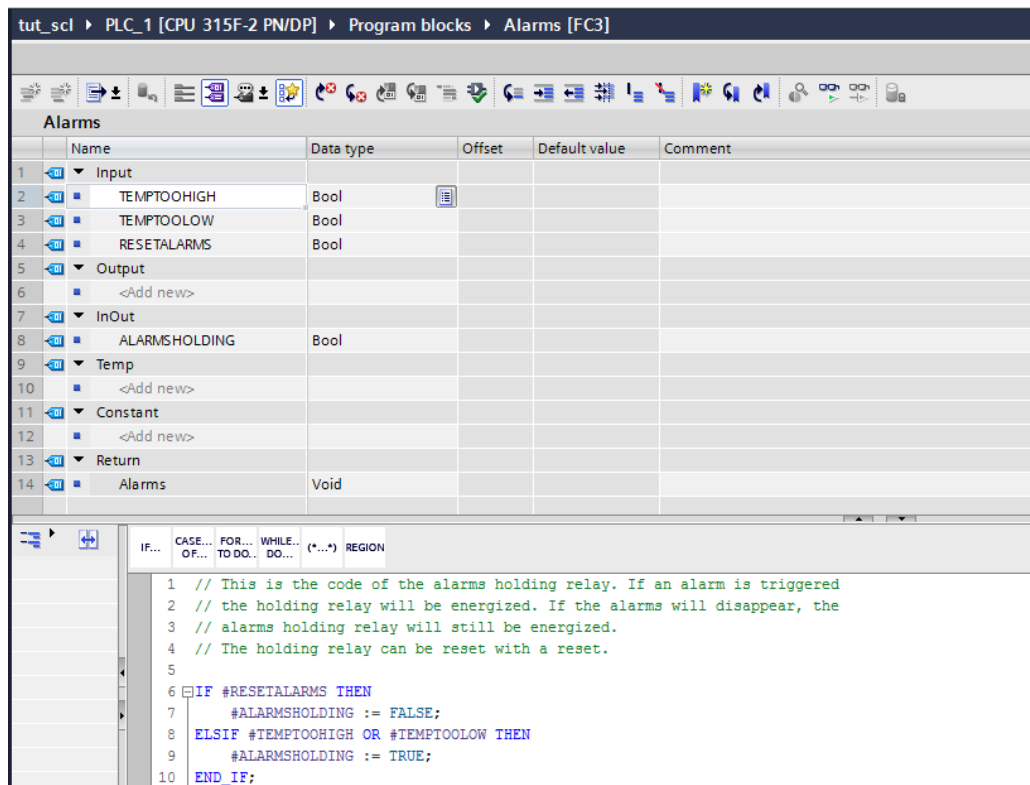 tut_scl ▸ PLC_1 [CPU 315F-2 PN/DP] ▸ Program blocks ▸ Alarms [FC3]
Alarms
Name Data type Offset Default value Comment
1 Input
2 TEMPTOOHIGH Bool
3 TEMPTOOLOW Bool
4 RESETALARMS Bool
5 Output
6 <Add new>
7 InOut
8 ALARMSHOLDING Bool
9 Temp
10 <Add new>
11 Constant
12 <Add new>
13 Return
14 Alarms Void
IF... CASE... OF... FOR... TO DO.. WHILE.. DO... (*...*) REGION
1 // This is the code of the alarms holding relay. If an alarm is triggered
2 // the holding relay will be energized. If the alarms will disappear, the
3 // alarms holding relay will still be energized.
4 // The holding relay can be reset with a reset.
5
6 IF #RESETALARMS THEN
7 #ALARMSHOLDING := FALSE;
8 ELSIF #TEMPTOOHIGH OR #TEMPTOOLOW THEN
9 #ALARMSHOLDING := TRUE;
10 END_IF;